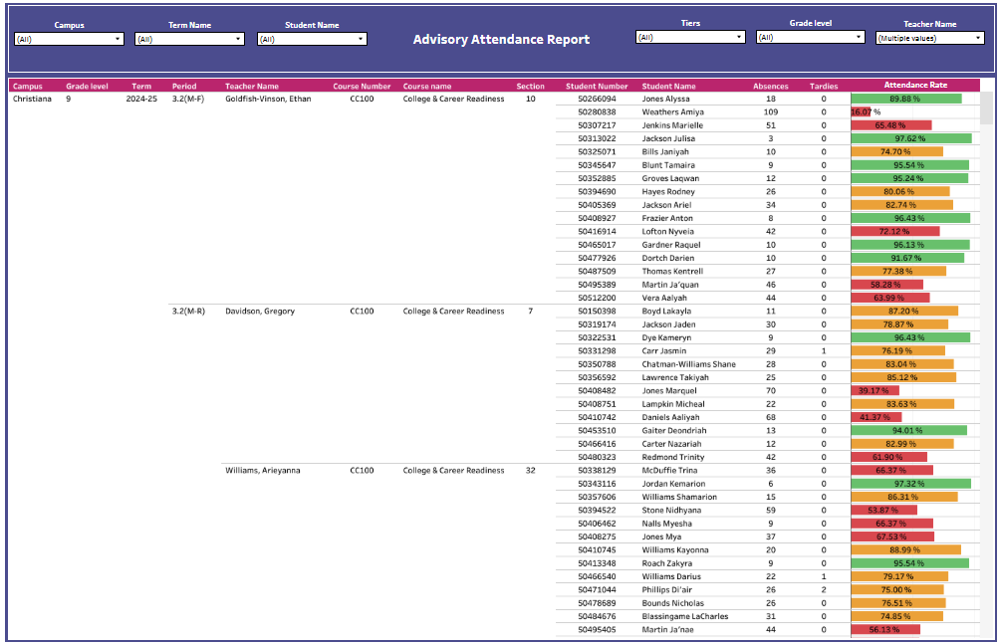 Campus Term Name Student Name Tiers Grade level Teacher Name
(All) (All) (All) Advisory Attendance Report (All) (All) (Multiple values)
Campus Grade level Term Period Teacher Name Course Number Course name Section Student Number Student Name Absences Tardies Attendance Rate
Christiana 9 2024-25 3.2(M-F) Goldfish-Vinson, Ethan CC100 College & Career Readiness 10 50266094 Jones Alyssa 18 0 89.88 %
50280838 Weathers Amiya 109 0 16.07 %
50307217 Jenkins Marielle 51 0 65.48 %
50313022 Jackson Julisa 3 0 97.62 %
50325071 Bills Janiyah 10 0 74.70 %
50345647 Blunt Tamaira 9 0 95.54 %
50352885 Groves Laqwan 12 0 95.24 %
50394690 Hayes Rodney 26 0 80.06 %
50405369 Jackson Ariel 34 0 82.74 %
50408927 Frazier Anton 8 0 96.43 %
50416914 Lofton Nyveia 42 0 72.12 %
50465017 Gardner Raquel 10 0 96.13 %
50477926 Dortch Darien 10 0 91.67 %
50487509 Thomas Kentrell 27 0 77.38 %
50495389 Martin Ja'quan 46 0 58.28 %
50512200 Vera Aalyah 44 0 63.99 %
3.2(M-R) Davidson, Gregory CC100 College & Career Readiness 7 50150398 Boyd Lakayla 11 0 87.20 %
50319174 Jackson Jaden 30 0 78.87 %
50322531 Dye Kameryn 9 0 96.43 %
50331298 Carr Jasmin 29 1 76.19 %
50350788 Chatman-Williams Shane 28 0 83.04 %
50356592 Lawrence Takiyah 25 0 85.12 %
50408482 Jones Marquel 70 0 39.17 %
50408751 Lampkin Micheal 22 0 83.63 %
50410742 Daniels Aaliyah 68 0 41.37 %
50453510 Gaiter Deondriah 13 0 94.01 %
50466416 Carter Nazariah 12 0 82.99 %
50480323 Redmond Trinity 42 0 61.90 %
Williams, Arieyanna CC100 College & Career Readiness 32 50338129 McDuffie Trina 36 0 66.37 %
50343116 Jordan Kemarion 6 0 97.32 %
50357606 Williams Shamarion 15 0 86.31 %
50394522 Stone Nidhyana 59 0 53.87 %
50406462 Nalls Myesha 9 0 66.37 %
50408275 Jones Mya 37 0 67.53 %
50410745 Williams Kayonna 20 0 88.99 %
50413348 Roach Zakyra 9 0 95.54 %
50466540 Williams Darius 22 1 79.17 %
50471044 Phillips Di'air 26 2 75.00 %
50478689 Bounds Nicholas 26 0 76.51 %
50484676 Blassingame LaCharles 31 0 74.85 %
50495405 Martin Ja'nae 44 0 56.13 %